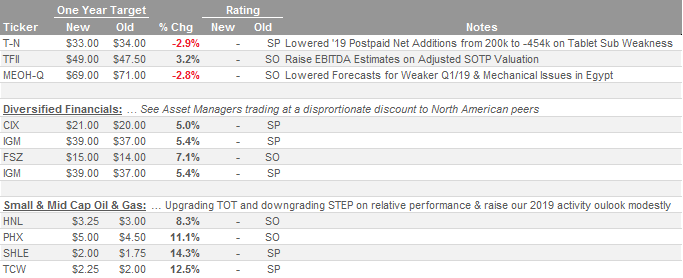 One Year Target Rating
Ticker New Old % Chg New Old Notes
T-N $33.00 $34.00 -2.9% - SP Lowered '19 Postpaid Net Additions from 200k to -454k on Tablet Sub Weakness
TFII $49.00 $47.50 3.2% - SO Raise EBITDA Estimates on Adjusted SOTP Valuation
MEOH-Q $69.00 $71.00 -2.8% - SO Lowered Forecasts for Weaker Q1/19 & Mechanical Issues in Egypt
Diversified Financials: ... See Asset Managers trading at a disprortionate discount to North American peers
CIX $21.00 $20.00 5.0% - SP
IGM $39.00 $37.00 5.4% - SP
FSZ $15.00 $14.00 7.1% - SO
IGM $39.00 $37.00 5.4% - SP
Small & Mid Cap Oil & Gas: ... Upgrading TOT and downgrading STEP on relative performance & raise our 2019 activity oulook modestly
HNL $3.25 $3.00 8.3% - SO
PHX $5.00 $4.50 11.1% - SO
SHLE $2.00 $1.75 14.3% - SP
TCW $2.25 $2.00 12.5% - SP